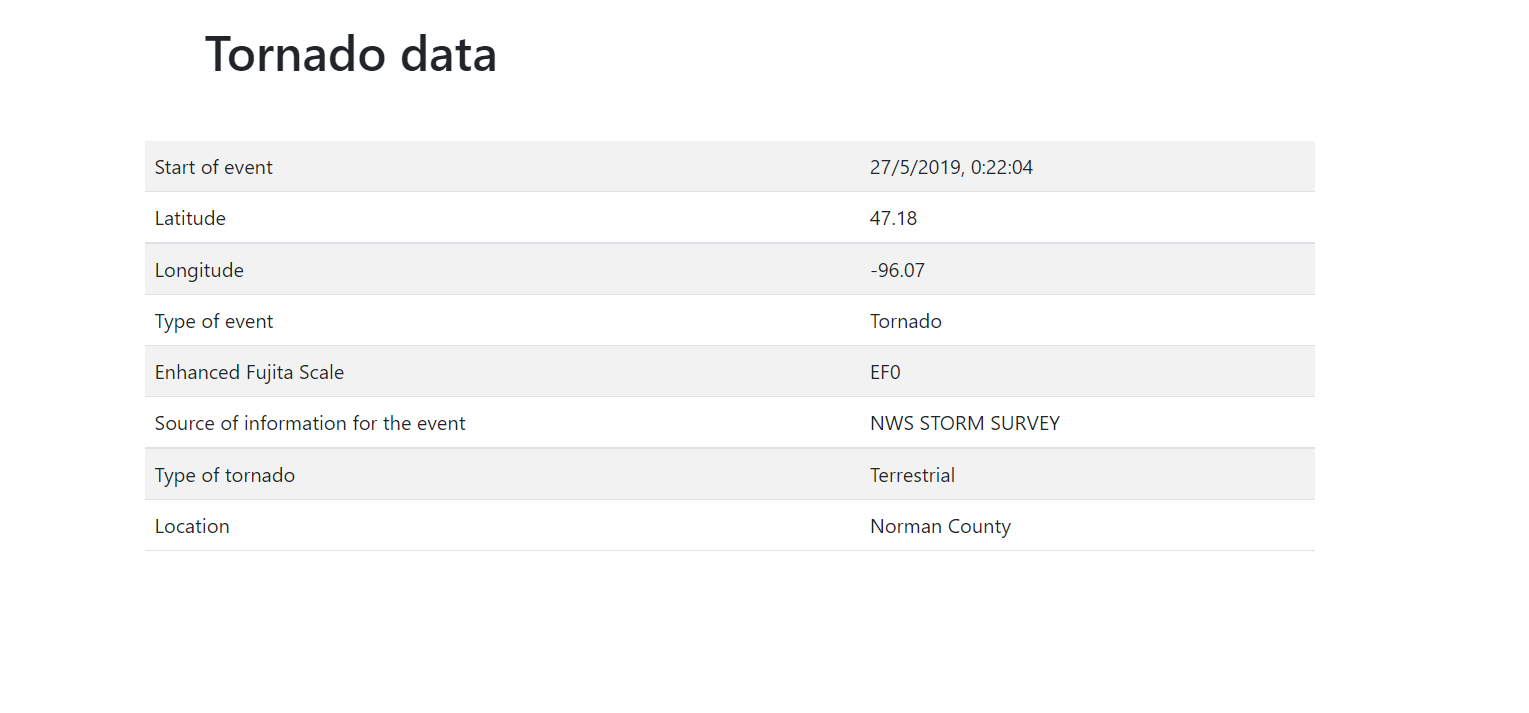 Tornado data
Start of event 27/5/2019, 0:22:04
Latitude 47.18
Longitude -96.07
Type of event Tornado
Enhanced Fujita Scale EF0
Source of information for the event NWS STORM SURVEY
Type of tornado Terrestrial
Location Norman County